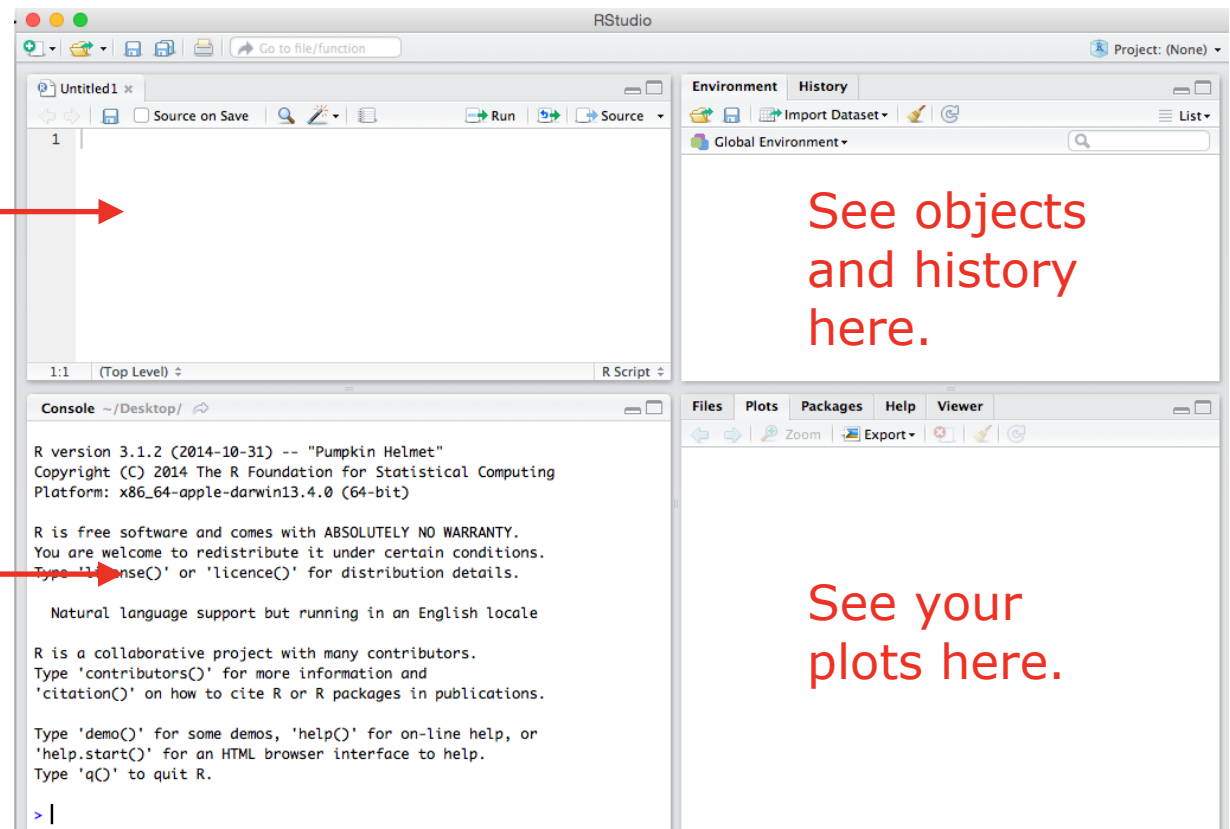 RStudio
Go to file/function
Project: (None)
Untitled1
Source on Save
Run
Source
1
1:1 (Top Level)
R Script
Environment History
Import Dataset
List
Global Environment
See objects
and history
here.
Console ~/Desktop/
R version 3.1.2 (2014-10-31) -- "Pumpkin Helmet"
Copyright (C) 2014 The R Foundation for Statistical Computing
Platform: x86_64-apple-darwin13.4.0 (64-bit)
R is free software and comes with ABSOLUTELY NO WARRANTY.
You are welcome to redistribute it under certain conditions.
Type 'license()' or 'licence()' for distribution details.
Natural language support but running in an English locale
R is a collaborative project with many contributors.
Type 'contributors()' for more information and
'citation()' on how to cite R or R packages in publications.
Type 'demo()' for some demos, 'help()' for on-line help, or
'help.start()' for an HTML browser interface to help.
Type 'q()' to quit R.
>
Files Plots Packages Help Viewer
Zoom Export
See your
plots here.